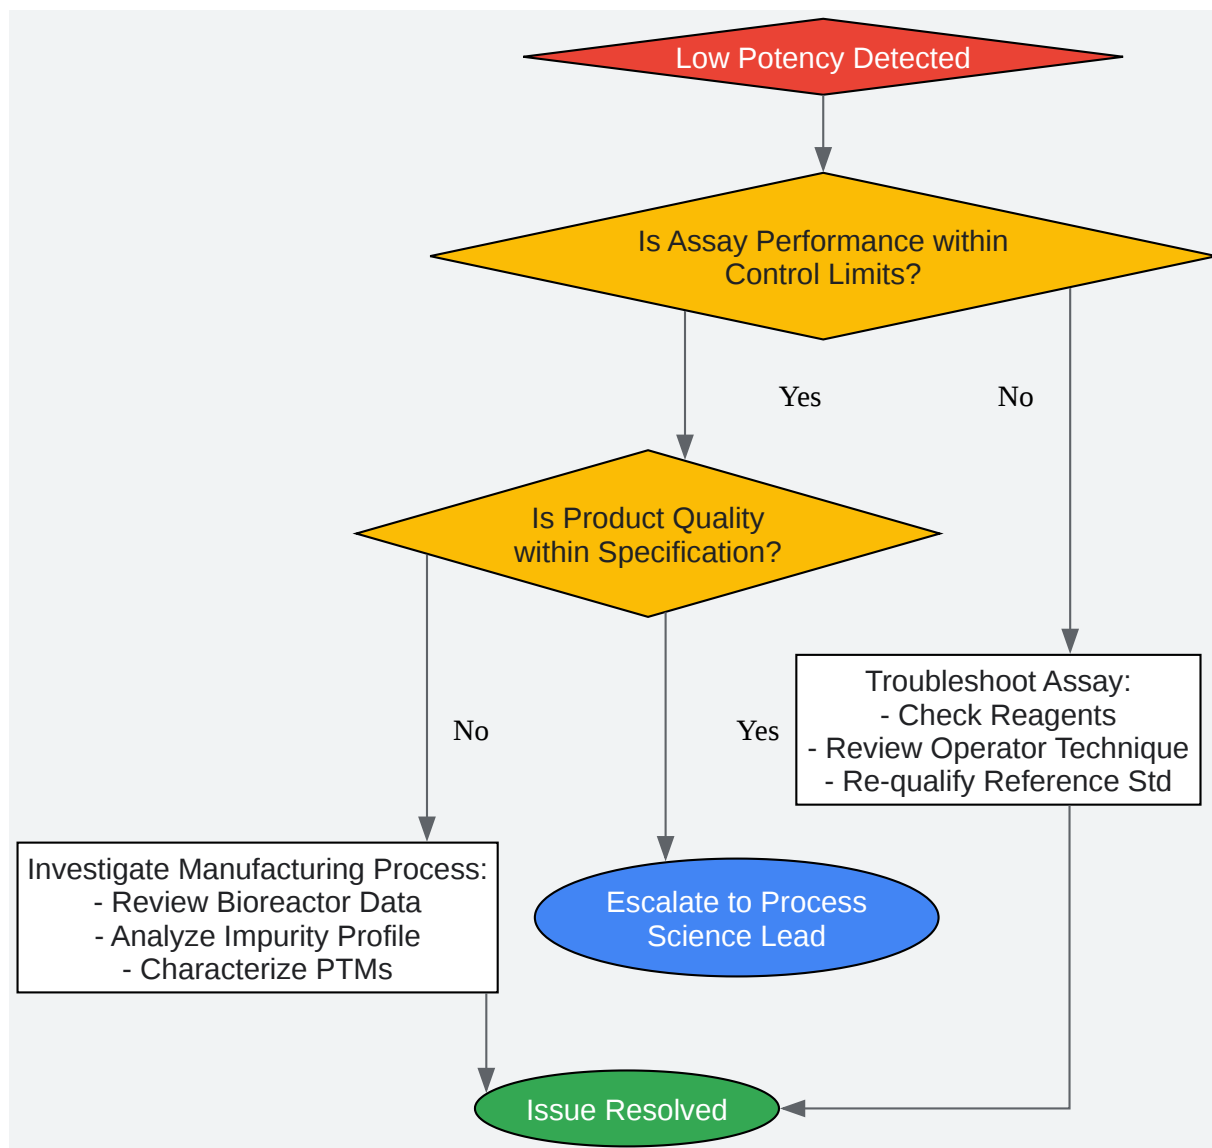 Low Potency Detected
Is Assay Performance within
Control Limits?
Yes
No
Is Product Quality
within Specification?
No
Yes
Troubleshoot Assay:
- Check Reagents
- Review Operator Technique
- Re-qualify Reference Std
Investigate Manufacturing Process:
- Review Bioreactor Data
- Analyze Impurity Profile
- Characterize PTMs
Escalate to Process
Science Lead
Issue Resolved